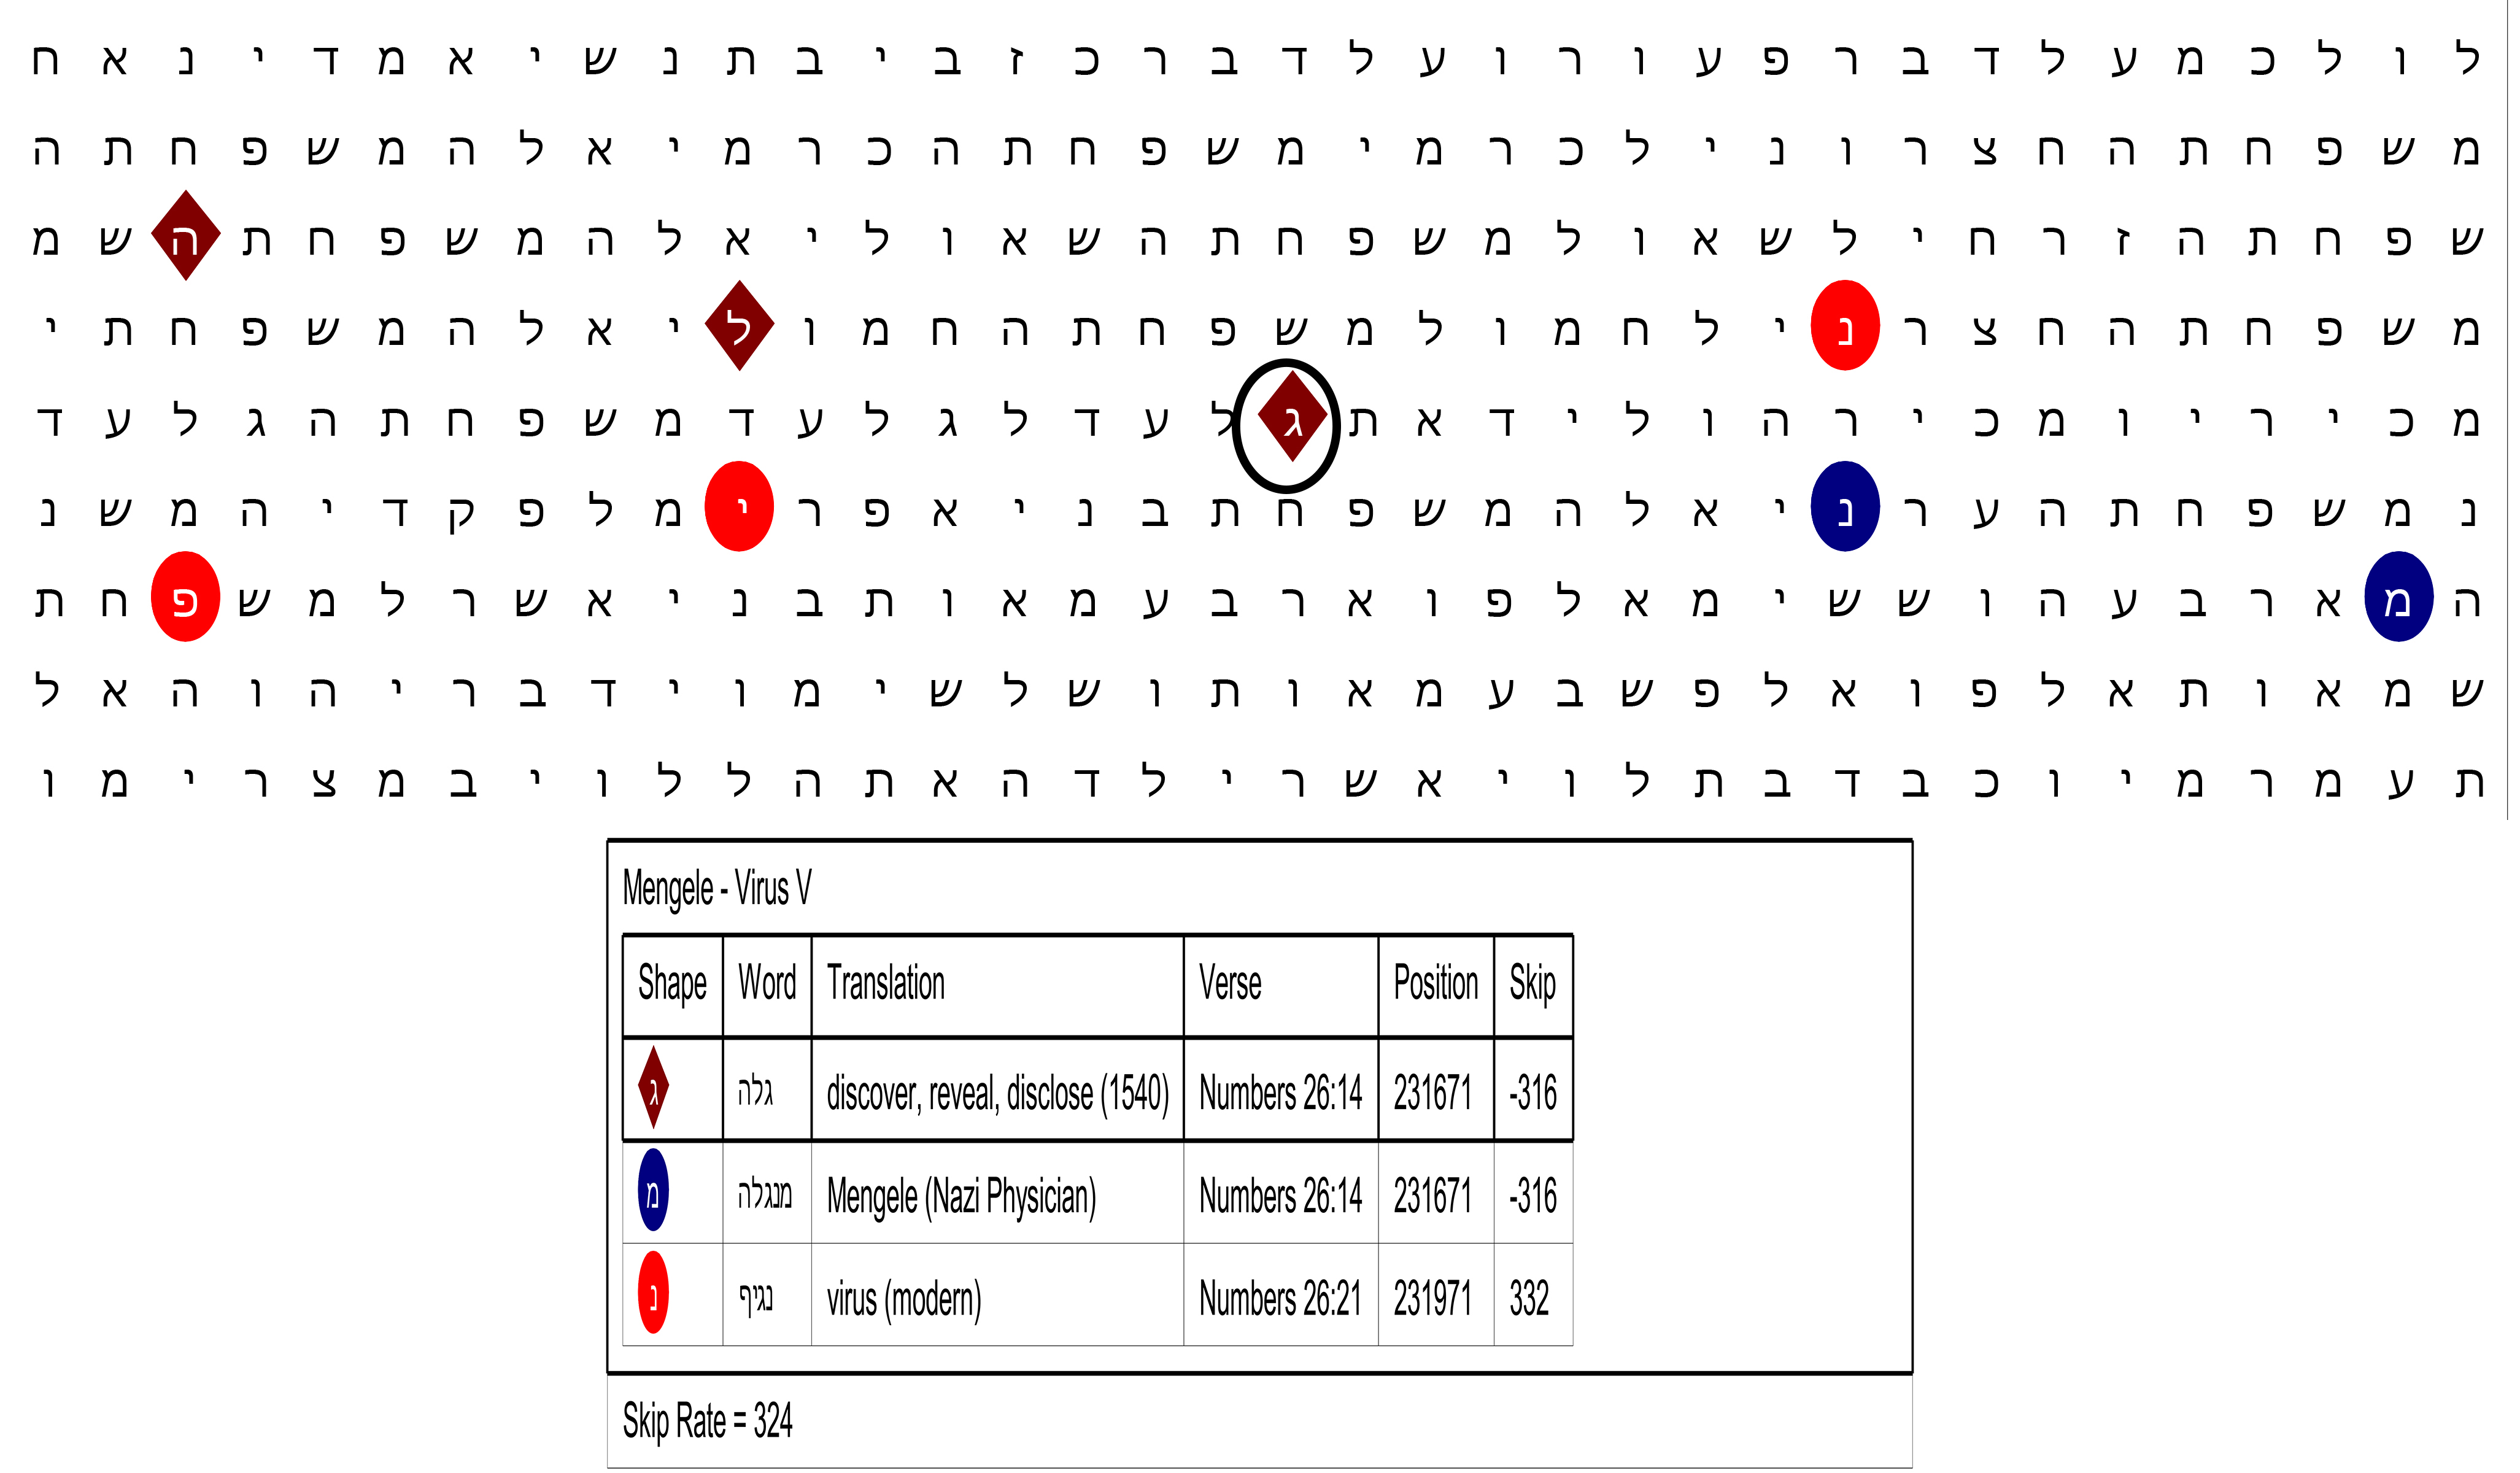 ל ו ל כ מ ע ל ד ב ר פ ע ו ר ו ע ל ד ב ר כ ז ב י ב ת נ ש י א מ ד י נ א ח
מ ש פ ח ת ה ח צ ר ו נ י ל כ ר מ י מ ש פ ח ת ה כ ר מ י א ל ה מ ש פ ח ת ה
ש פ ח ת ה ז ר ח י ל ש א ו ל מ ש פ ח ת ה ש א ו ל י א ל ה מ ש פ ח ת ה ש מ
מ ש פ ח ת ה ח צ ר נ י ל ח מ ו ל מ ש פ ח ת ה ח מ ו ל י א ל ה מ ש פ ח ת י
מ כ י ר י ו מ כ י ר ה ו ל י ד א ת ג ל ע ד ל ג ל ע ד מ ש פ ח ת ה ג ל ע ד
נ מ ש פ ח ת ה ע ר נ י א ל ה מ ש פ ח ת ב נ י א פ ר י מ ל פ ק ד י ה מ ש נ
ה מ א ר ב ע ה ו ש ש י מ א ל פ ו א ר ב ע מ א ו ת ב נ י א ש ר ל מ ש פ ח ת
ש מ א ו ת א ל פ ו א ל פ ש ב ע מ א ו ת ו ש ל ש י מ ו י ד ב ר י ה ו ה א ל
ת ע מ ר מ י ו כ ב ד ב ת ל ו י א ש ר י ל ד ה א ת ה ל ל ו י ב מ צ ר י מ ו
Mengele - Virus V
Shape Word Translation Verse Position Skip
ג גלה discover, reveal, disclose (1540) Numbers 26:14 231671 -316
מ מנגלה Mengele (Nazi Physician) Numbers 26:14 231671 -316
נ נגיף virus (modern) Numbers 26:21 231971 332
Skip Rate = 324